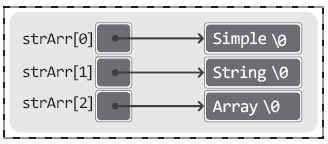 strArr[0] Simple \0
strArr[1] String \0
strArr[2] Array \0